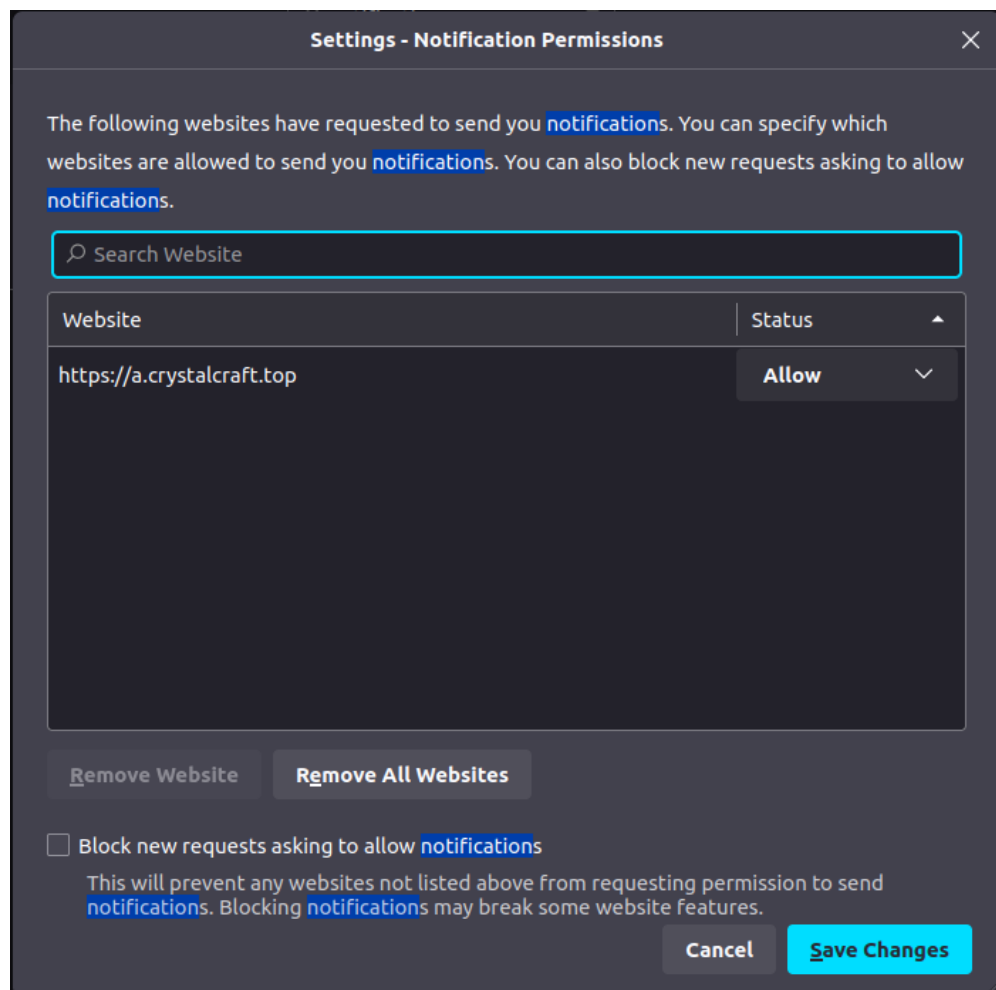 Settings - Notification Permissions
The following websites have requested to send you notifications. You can specify which
websites are allowed to send you notifications. You can also block new requests asking to allow
notifications.
Search Website
Website Status
https://a.crystalcraft.top Allow
Remove Website Remove All Websites
Block new requests asking to allow notifications
This will prevent any websites not listed above from requesting permission to send
notifications. Blocking notifications may break some website features.
Cancel Save Changes